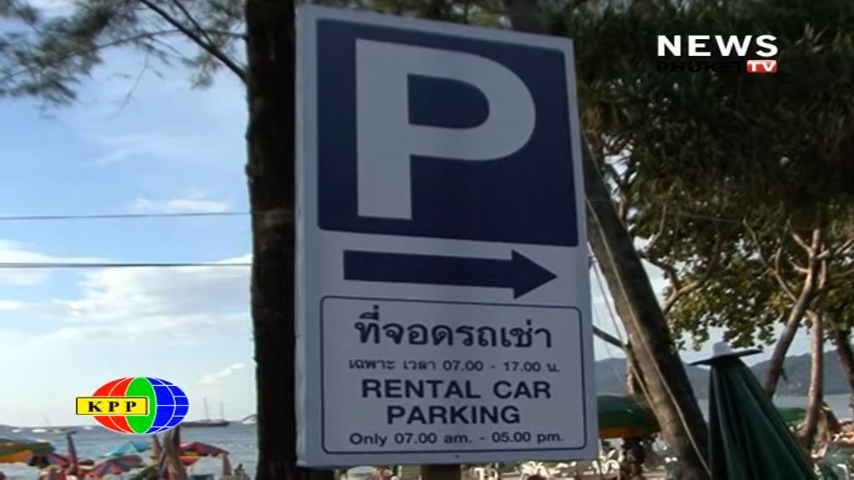 NEWS
PHUKET TV
P
ที่จอดรถเช่า
เฉพาะ เวลา 07.00 - 17.00 น.
RENTAL CAR
PARKING
Only 07.00 am. - 05.00 pm.
KPP